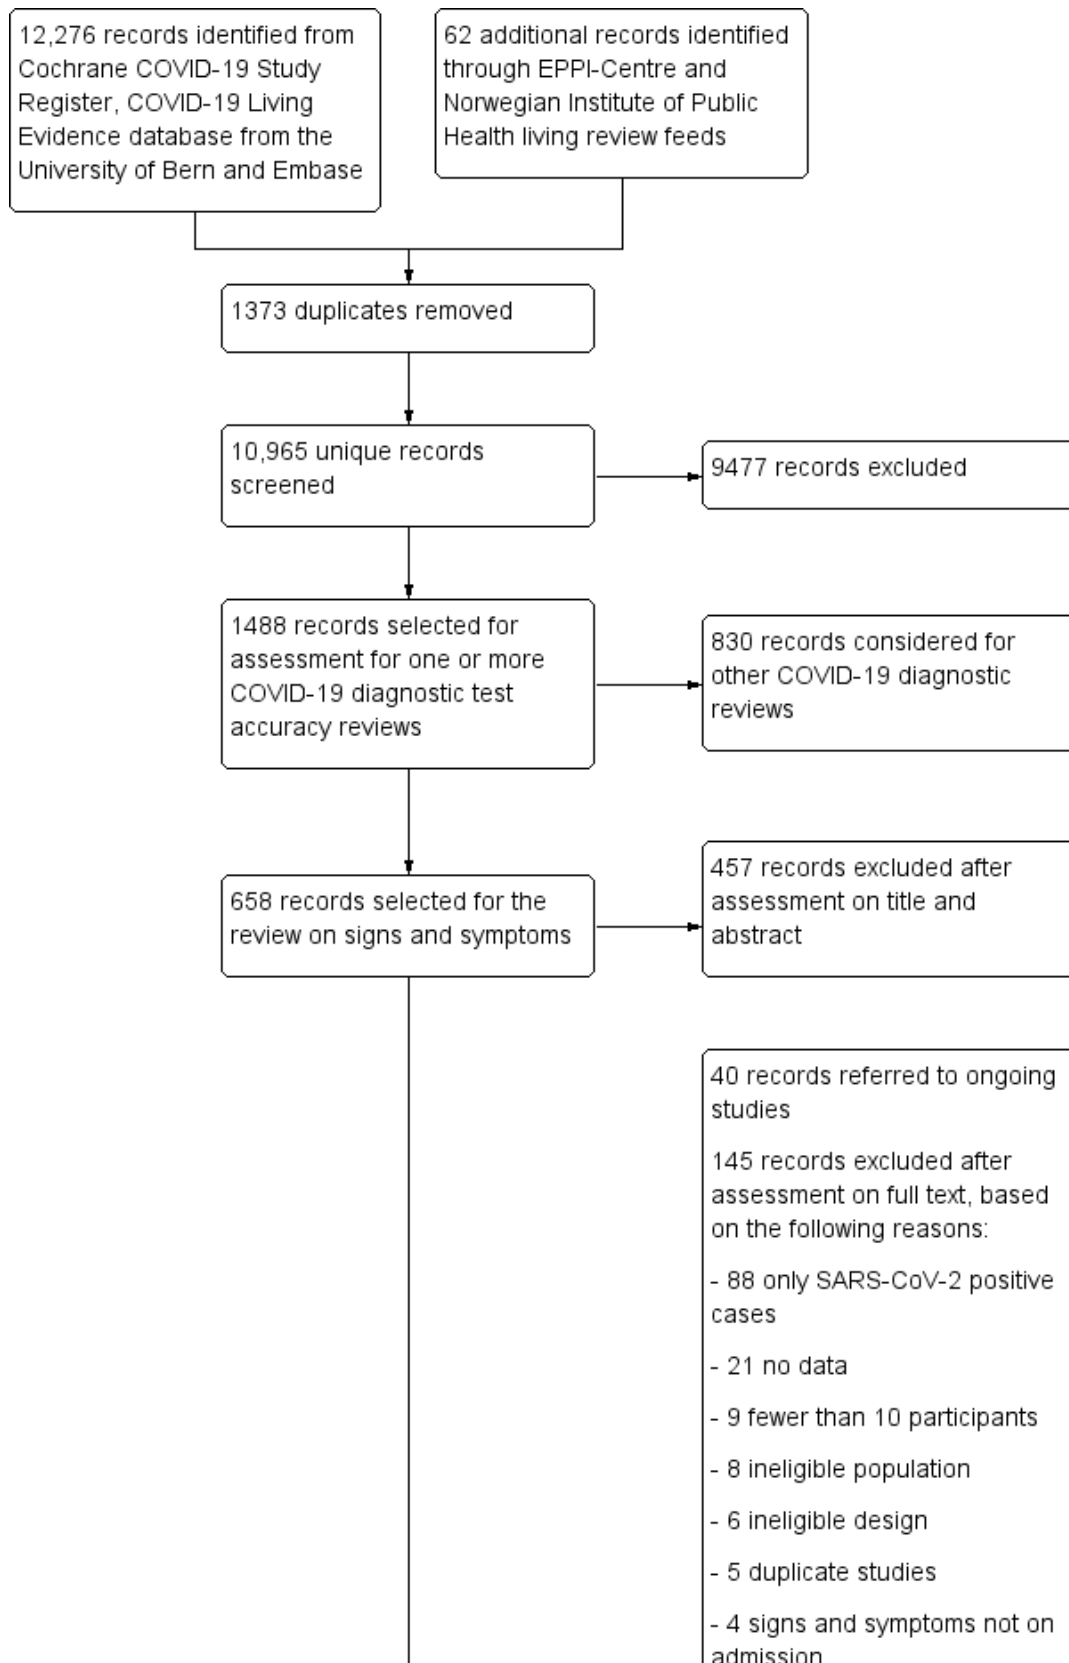 12,276 records identified from
Cochrane COVID-19 Study
Register, COVID-19 Living
Evidence database from the
University of Bern and Embase
62 additional records identified
through EPPI-Centre and
Norwegian Institute of Public
Health living review feeds
1373 duplicates removed
10,965 unique records
screened
9477 records excluded
1488 records selected for
assessment for one or more
COVID-19 diagnostic test
accuracy reviews
830 records considered for
other COVID-19 diagnostic
reviews
658 records selected for the
review on signs and symptoms
457 records excluded after
assessment on title and
abstract
40 records referred to ongoing
studies
145 records excluded after
assessment on full text, based
on the following reasons:
- 88 only SARS-CoV-2 positive
cases
- 21 no data
- 9 fewer than 10 participants
- 8 ineligible population
- 6 ineligible design
- 5 duplicate studies
- 4 signs and symptoms not on
admission